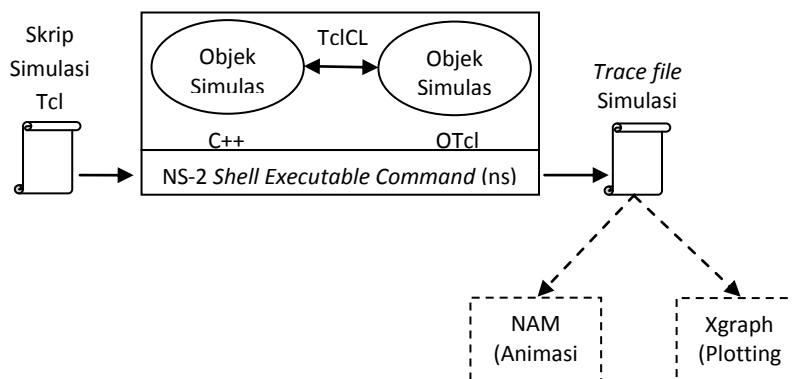 Skrip
Simulasi
Tcl
Objek
Simulas
TclCL
Objek
Simulas
C++
OTcl
NS-2 Shell Executable Command (ns)
Trace file
Simulasi
NAM
(Animasi
Xgraph
(Plotting